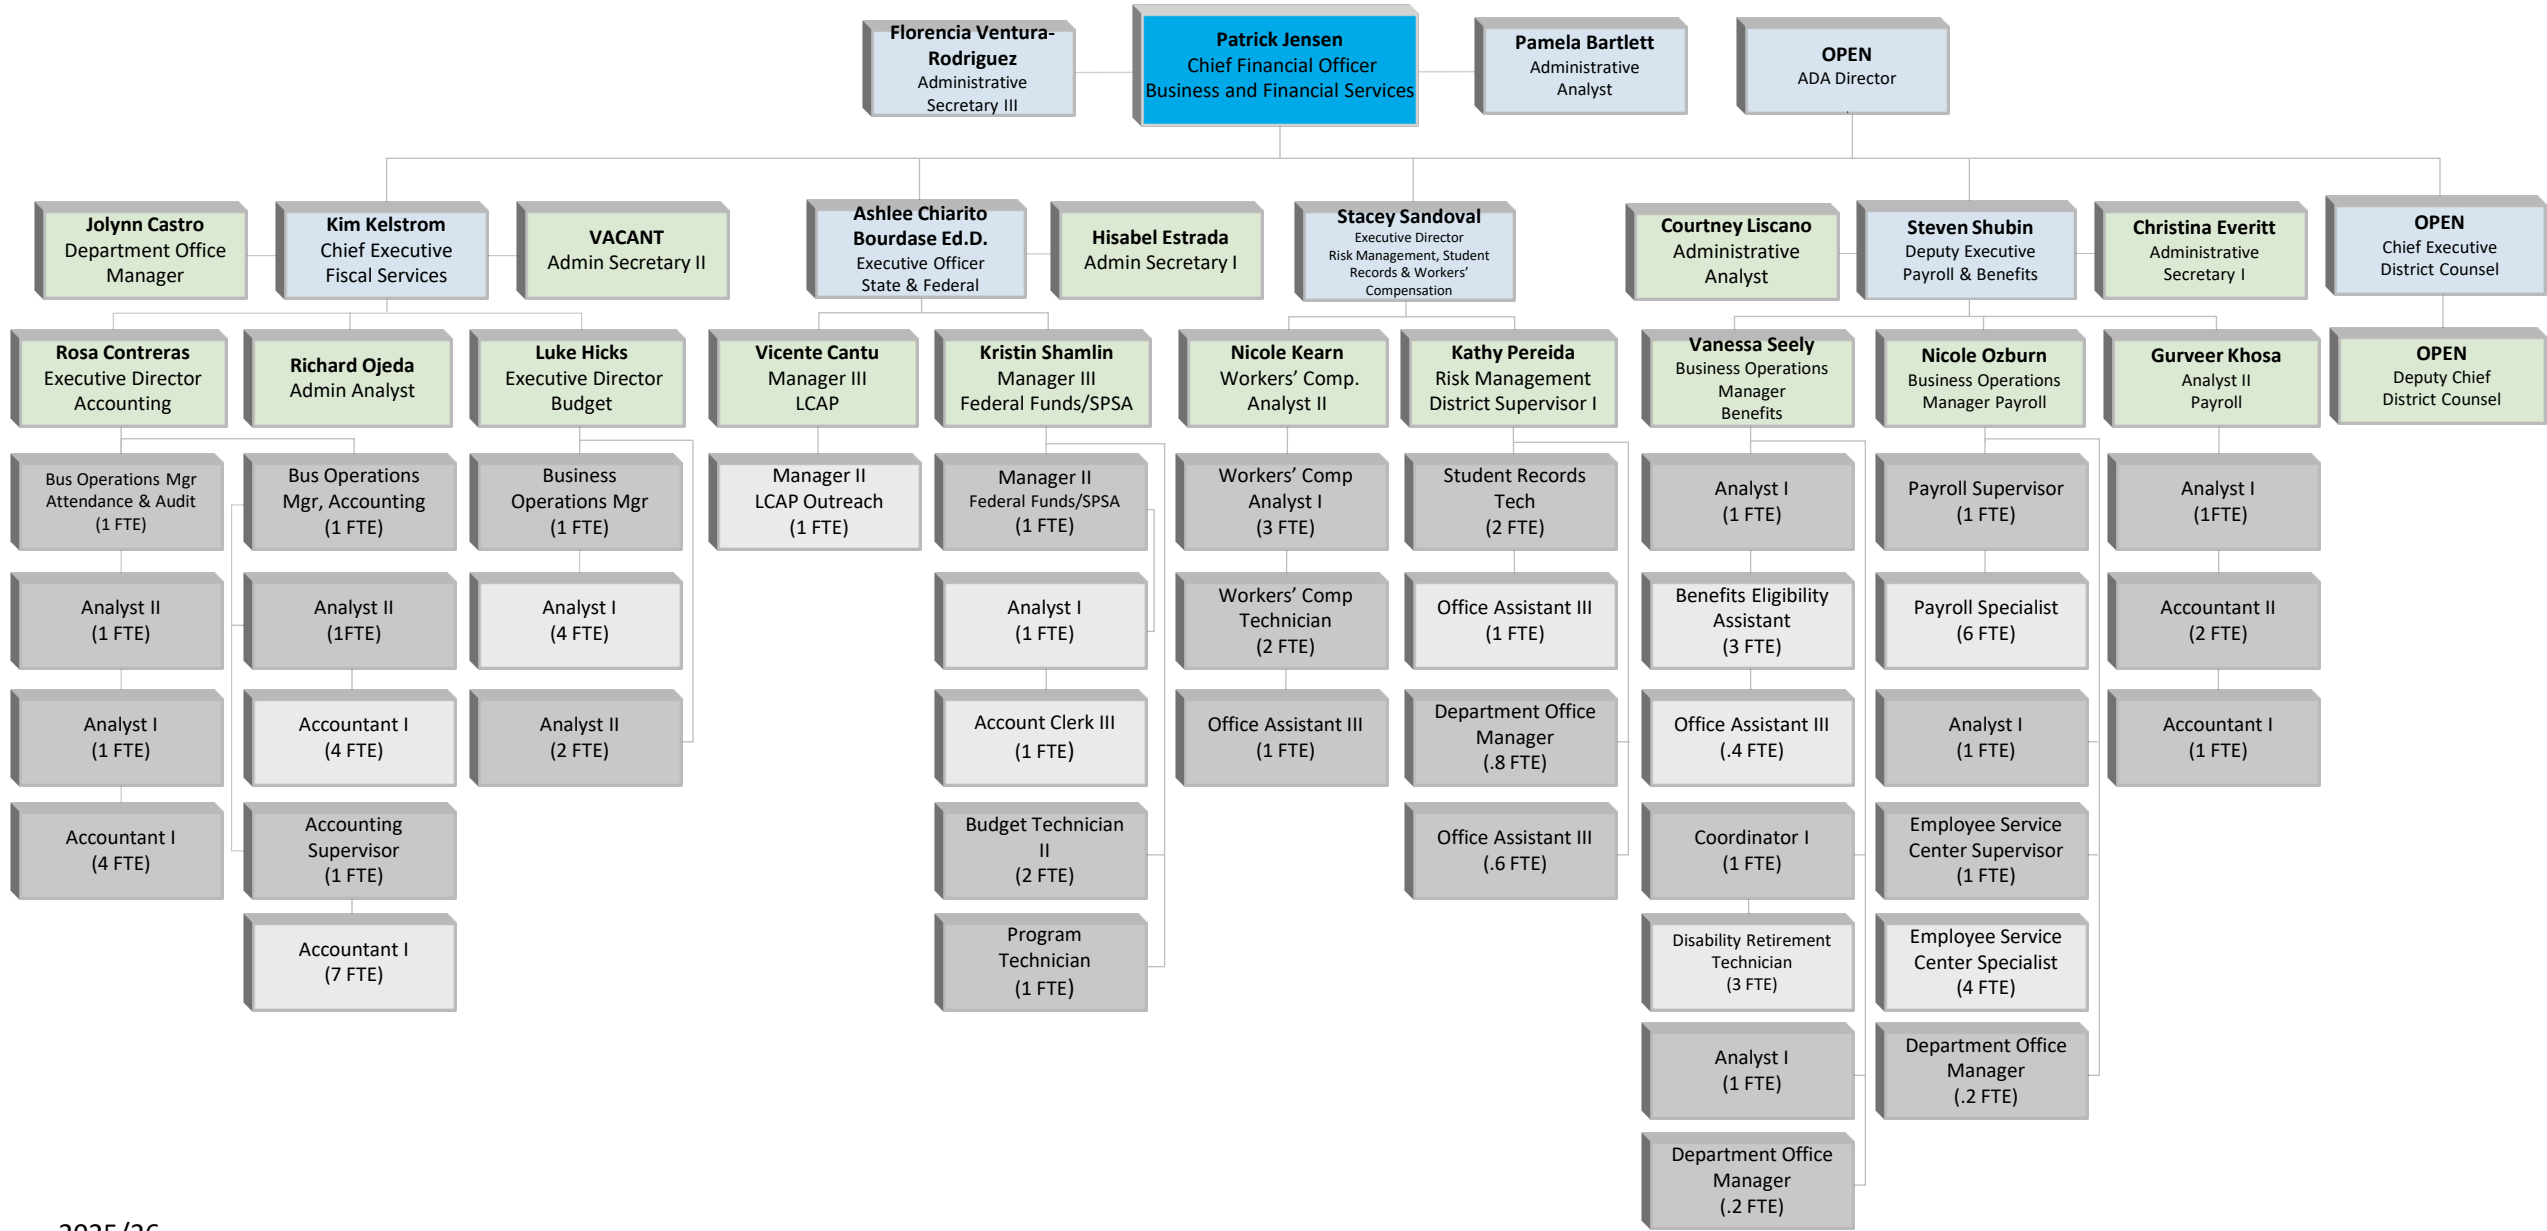 Florencia Ventura-
Rodriguez
Administrative
Secretary III
Patrick Jensen
Chief Financial Officer
Business and Financial Services
Pamela Bartlett
Administrative
Analyst
OPEN
ADA Director
Jolynn Castro
Department Office
Manager
Kim Kelstrom
Chief Executive
Fiscal Services
VACANT
Admin Secretary II
Ashlee Chiarito
Bourdase Ed.D.
Executive Officer
State & Federal
Hisabel Estrada
Admin Secretary I
Stacey Sandoval
Executive Director
Risk Management, Student
Records & Workers’
Compensation
Courtney Liscano
Administrative
Analyst
Steven Shubin
Deputy Executive
Payroll & Benefits
Christina Everitt
Administrative
Secretary I
OPEN
Chief Executive
District Counsel
Rosa Contreras
Executive Director
Accounting
Richard Ojeda
Admin Analyst
Luke Hicks
Executive Director
Budget
Vicente Cantu
Manager III
LCAP
Kristin Shamlin
Manager III
Federal Funds/SPSA
Nicole Kearn
Workers’ Comp.
Analyst II
Kathy Pereida
Risk Management
District Supervisor I
Vanessa Seely
Business Operations
Manager
Benefits
Nicole Ozburn
Business Operations
Manager Payroll
Gurveer Khosa
Analyst II
Payroll
OPEN
Deputy Chief
District Counsel
Bus Operations Mgr
Attendance & Audit
(1 FTE)
Bus Operations
Mgr, Accounting
(1 FTE)
Business
Operations Mgr
(1 FTE)
Manager II
LCAP Outreach
(1 FTE)
Manager II
Federal Funds/SPSA
(1 FTE)
Workers’ Comp
Analyst I
(3 FTE)
Student Records
Tech
(2 FTE)
Analyst I
(1 FTE)
Payroll Supervisor
(1 FTE)
Analyst I
(1FTE)
Analyst II
(1 FTE)
Analyst II
(1FTE)
Analyst I
(4 FTE)
Analyst I
(1 FTE)
Workers’ Comp
Technician
(2 FTE)
Office Assistant III
(1 FTE)
Benefits Eligibility
Assistant
(3 FTE)
Payroll Specialist
(6 FTE)
Accountant II
(2 FTE)
Analyst I
(1 FTE)
Accountant I
(4 FTE)
Analyst II
(2 FTE)
Account Clerk III
(1 FTE)
Office Assistant III
(1 FTE)
Department Office
Manager
(.8 FTE)
Office Assistant III
(.4 FTE)
Analyst I
(1 FTE)
Accountant I
(1 FTE)
Accountant I
(4 FTE)
Accounting
Supervisor
(1 FTE)
Budget Technician
II
(2 FTE)
Office Assistant III
(.6 FTE)
Coordinator I
(1 FTE)
Employee Service
Center Supervisor
(1 FTE)
Accountant I
(7 FTE)
Program
Technician
(1 FTE)
Disability Retirement
Technician
(3 FTE)
Employee Service
Center Specialist
(4 FTE)
Analyst I
(1 FTE)
Department Office
Manager
(.2 FTE)
Department Office
Manager
(.2 FTE)
2025/26